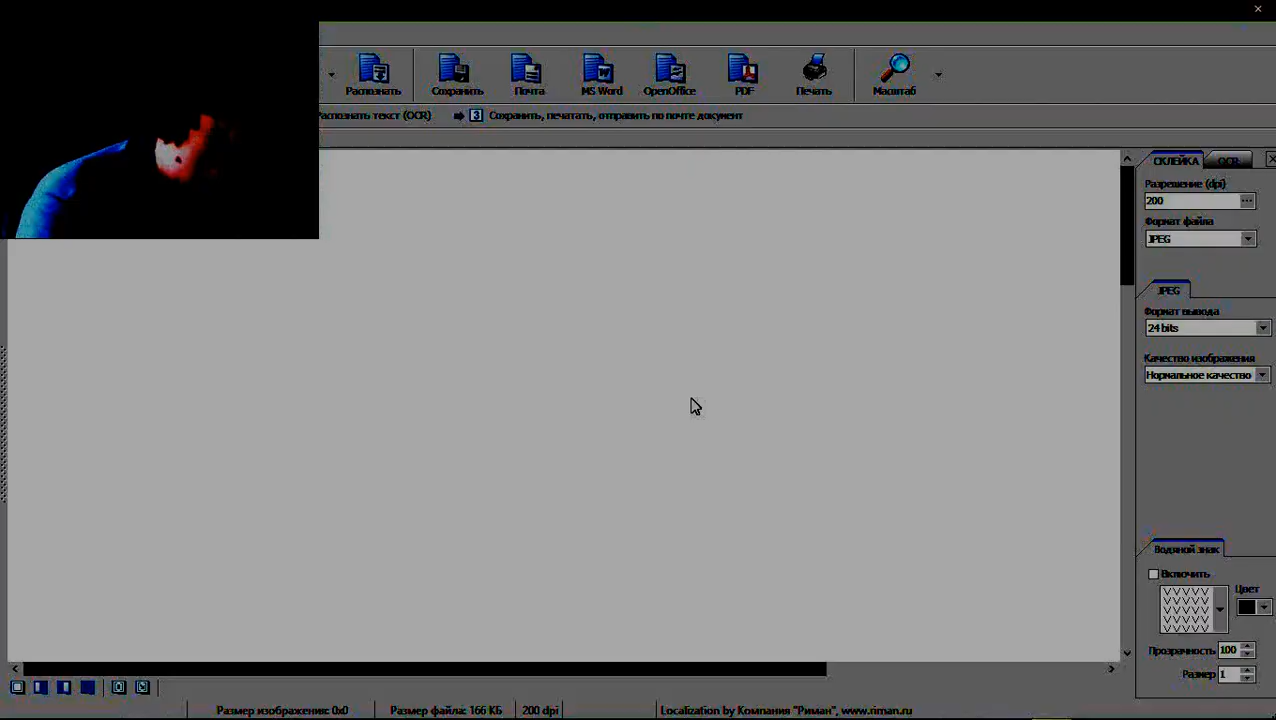 Распознать
Сохранить
Почта
MS Word
OpenOffice
PDF
Печать
Масштаб
аспознать текст (OCR)
3 Сохранить, печатать, отправить по почте документ
СКЛЕЙКА
OCR
Разрешение (dpi)
200
Формат файла
JPEG
JPEG
Формат вывода
24 bits
Качество изображения
Нормальное качество
Водяной знак
Включить
Цвет
Прозрачность 100
Размер 1
Размер изображения: 0x0
Размер файла: 166 КБ
200 dpi
Localization by Компания "Риман", www.riman.ru